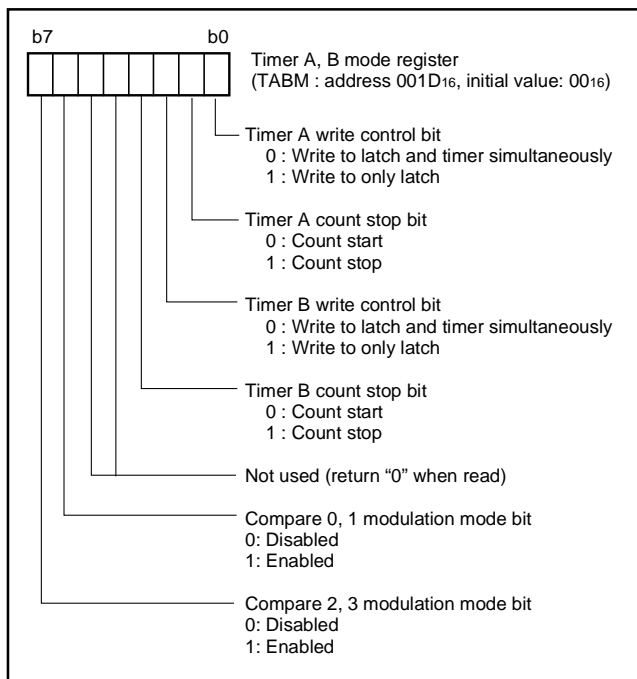 b7 b0
Timer A, B mode register
(TABM : address 001D16, initial value: 0016)
Timer A write control bit
0 : Write to latch and timer simultaneously
1 : Write to only latch
Timer A count stop bit
0 : Count start
1 : Count stop
Timer B write control bit
0 : Write to latch and timer simultaneously
1 : Write to only latch
Timer B count stop bit
0 : Count start
1 : Count stop
Not used (return “0” when read)
Compare 0, 1 modulation mode bit
0: Disabled
1: Enabled
Compare 2, 3 modulation mode bit
0: Disabled
1: Enabled